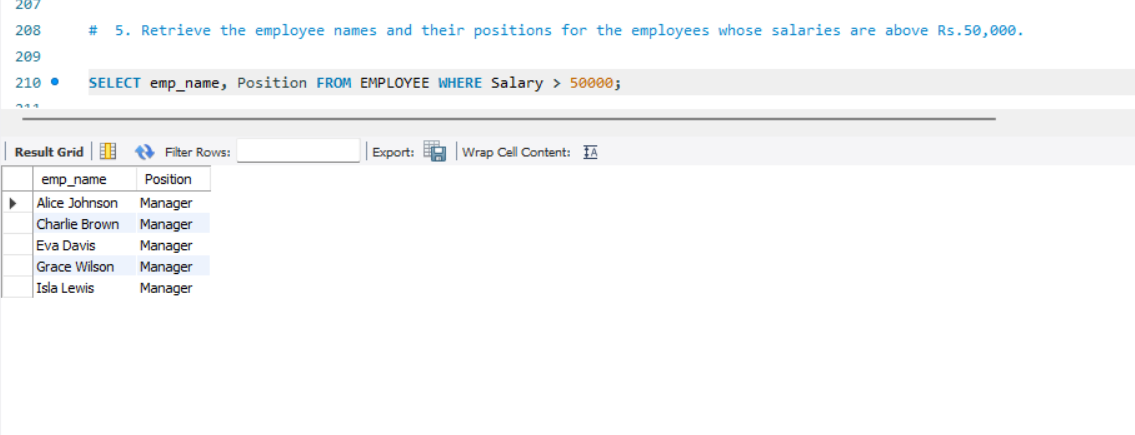 207
208 # 5. Retrieve the employee names and their positions for the employees whose salaries are above Rs.50,000.
209
210 SELECT emp_name, Position FROM EMPLOYEE WHERE Salary > 50000;
211
Result Grid Filter Rows: Export: Wrap Cell Content: IA
emp_name Position
Alice Johnson Manager
Charlie Brown Manager
Eva Davis Manager
Grace Wilson Manager
Isla Lewis Manager